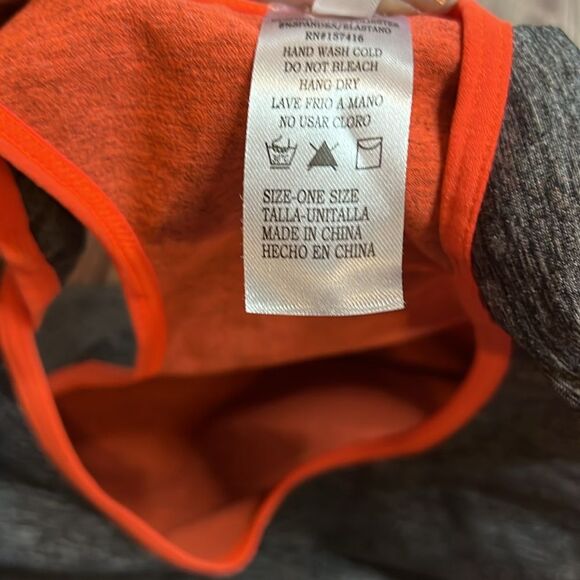 RN#157416
HAND WASH COLD
DO NOT BLEACH
HANG DRY
LAVE FRIO A MANO
NO USAR CLORO
SIZE-ONE SIZE
TALLA-UNITALLA
MADE IN CHINA
HECHO EN CHINA